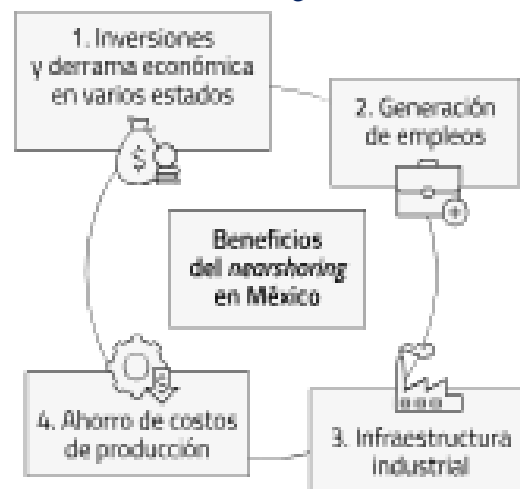 1. Inversiones
y derrama económica
en varios estados
2. Generación
de empleos
Beneficios
del nearshoring
en México
4. Ahorro de costos
de producción
3. Infraestructura
industrial